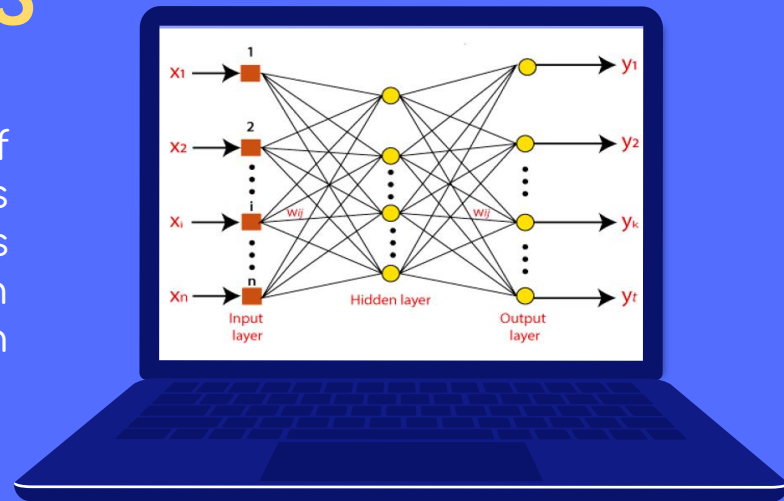 1
x1
y1
2
x2
y2
i
xi
Wij
Wij
yk
n
xn
yt
Hidden layer
Input
layer
Output
layer